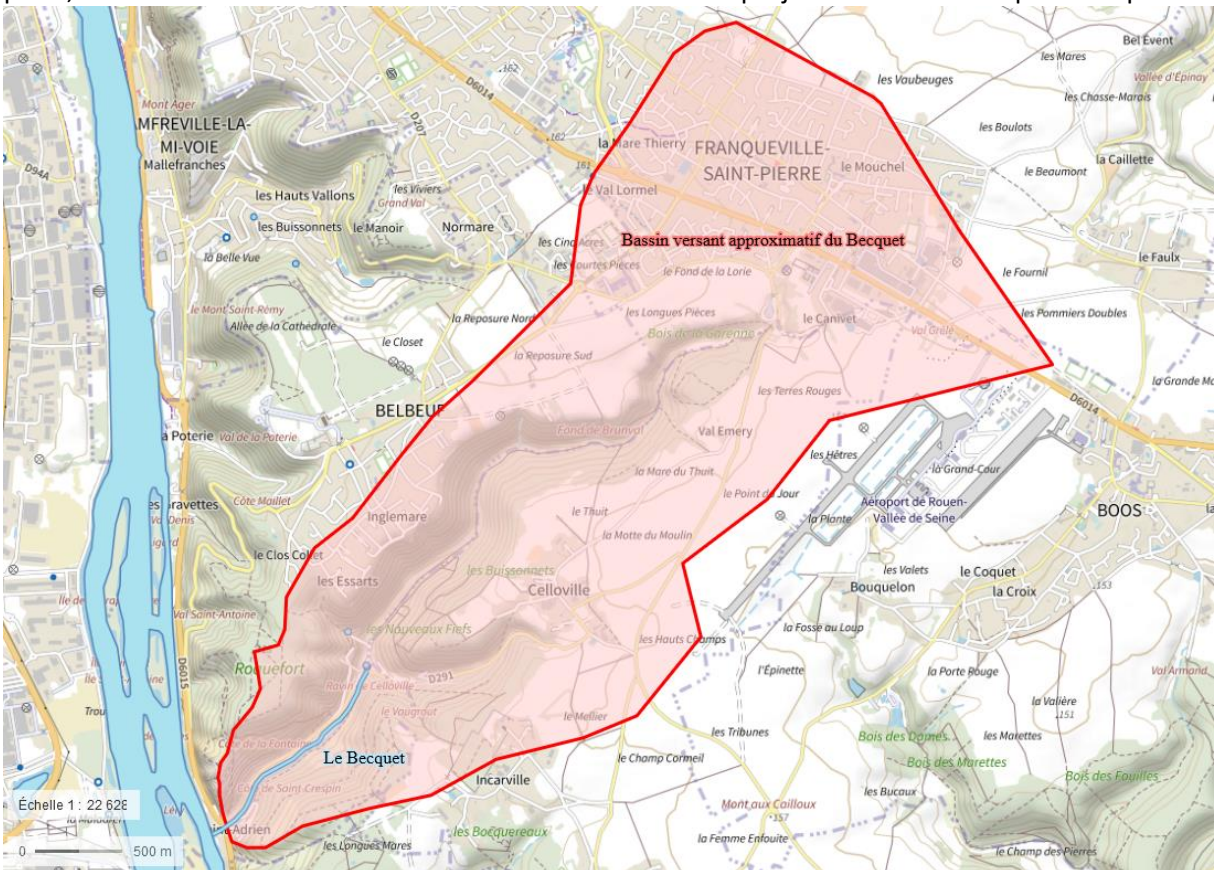 Bel Event
les Mares
les Vaubeuges
Vallée d'Épinay
les Chasse-Marais
162
D6014
Mont Ager
D207
MFREVILLE-LA-
MI-VOIE
Mallefranches
D94A
162
161
la Mare Thierry
FRANQUEVILLE-
SAINT-PIERRE
le Mouchel
les Boulots
la Caillette
le Beaumont
les Hauts Vallons
les Viviers
Grand Val
le Val Lormel
les Buissonnets
le Manoir
Normare
les Cinq Acres
Bassin versant approximatif du Becquet
la Belle-Vue
les Courtes Pièces
le Fond de la Lorie
le Fournil
le Faulx
le Mont Saint-Rémy
Allée de la Cathédrale
la Reposure Nord
les Longues Pièces
le Canivet
les Pommiers Doubles
Bois de la Garenne
Val Grêlé
le Closet
la Reposure Sud
les Terres Rouges
la Grande Ma
D6014
BELBEUF
Fond de Brunval
Val Emery
a Poterie
Val de la Poterie
les Hêtres
la Grand-Cour
la Mare du Thuit
Côte Maillet
le Point du Jour
Aéroport de Rouen-
Vallée de Seine
les Gravettes
Inglemare
le Thuit
la Plante
BOOS
la Motte du Moulin
le Clos Collet
les Essarts
les Buissonnets
Celloville
les Valets
Bouquelon
le Coquet
la Croix
153
Val Saint-Antoine
les Nouveaux Fiefs
les Hauts Champs
la Fosse au Loup
D6015
Roquefort
D291
l'Épinette
la Porte Rouge
Val Armand
Ravin de Celloville
le Vaugrout
la Valière
151
le Mellier
les Tribunes
Bois des Dames
les Marettes
Le Becquet
le Champ Cormeil
Bois des Marettes
Côte de Saint-Crespin
Incarville
Bois des Fouilles
les Bucaux
Échelle 1 : 22 628
Mont aux Cailloux
157
Adrien
les Bocquereaux
la Femme Enfouite
les Longues Mares
le Champ des Pierres
0
500 m